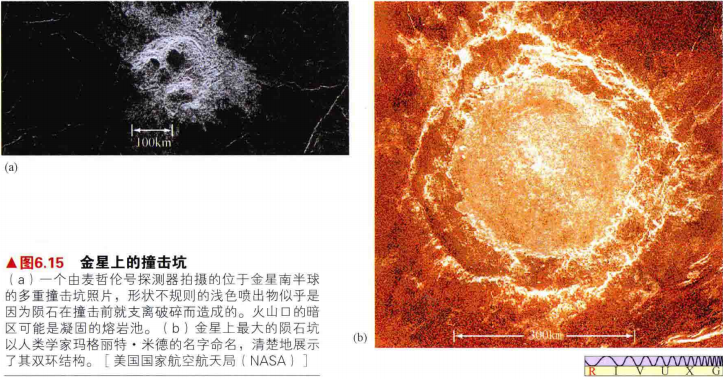 100km
(a)
▲图6.15 金星上的撞击坑
(a)一个由麦哲伦号探测器拍摄的位于金星南半球
的多重撞击坑照片，形状不规则的浅色喷出物似乎是
因为陨石在撞击前就支离破碎而造成的。火山口的暗
区可能是凝固的熔岩池。(b)金星上最大的陨石坑
以人类学家玛格丽特·米德的名字命名，清楚地展示
了其双环结构。[美国国家航空航天局(NASA)]
300km
(b)
R I V U X G